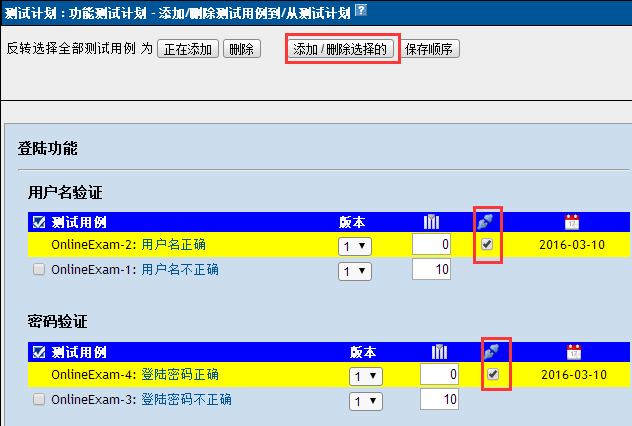 测试计划 : 功能测试计划 - 添加/删除测试用例到/从测试计划 ?
反转选择全部测试用例 为 正在添加 删除 添加 / 删除选择的 保存顺序
登陆功能
用户名验证
测试用例 版本
OnlineExam-2: 用户名正确 1 0 2016-03-10
OnlineExam-1: 用户名不正确 1 10
密码验证
测试用例 版本
OnlineExam-4: 登陆密码正确 1 0 2016-03-10
OnlineExam-3: 登陆密码不正确 1 10